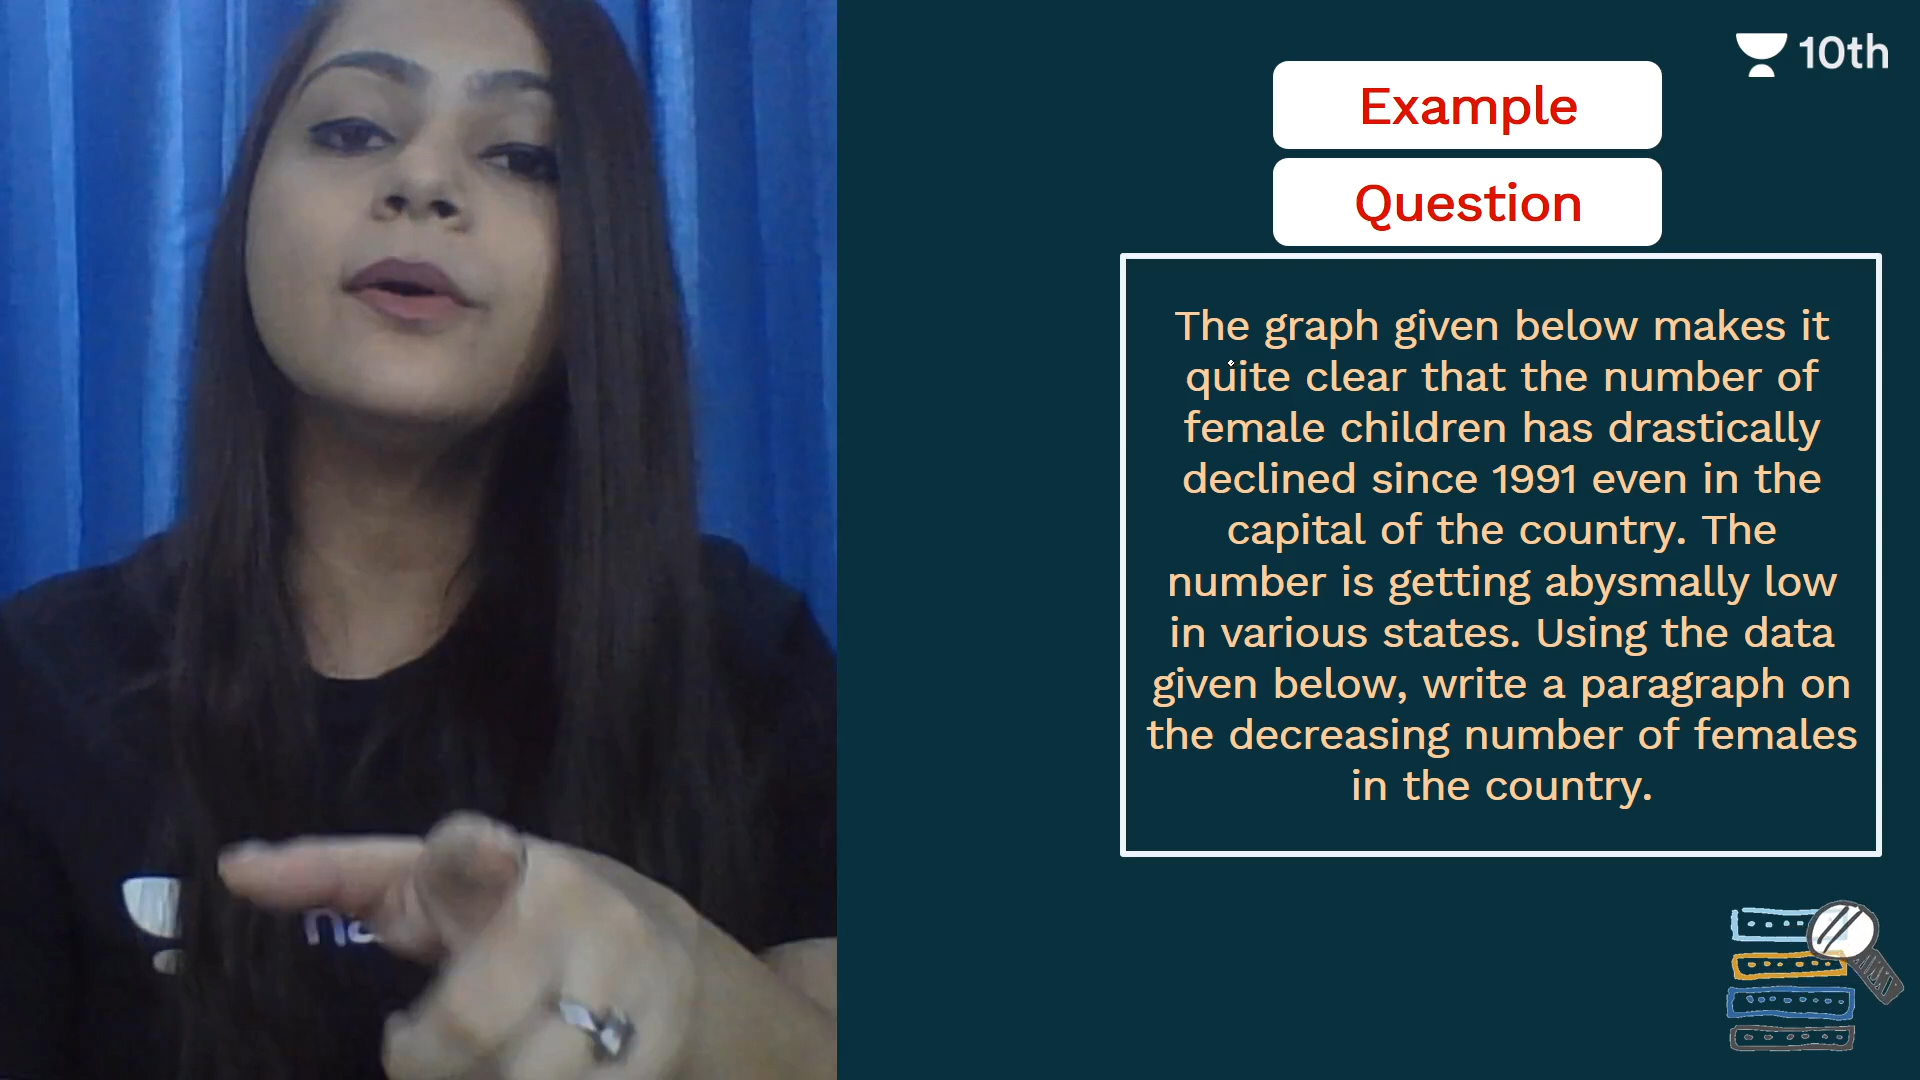 10th
Example
Question
The graph given below makes it
quite clear that the number of
female children has drastically
declined since 1991 even in the
capital of the country. The
number is getting abysmally low
in various states. Using the data
given below, write a paragraph on
the decreasing number of females
in the country.